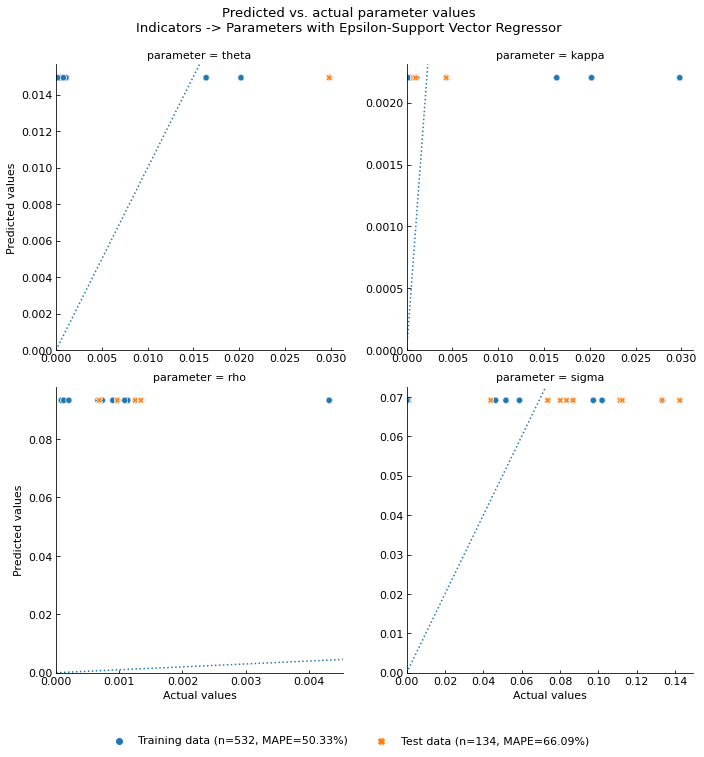 Predicted vs. actual parameter values
Indicators -> Parameters with Epsilon-Support Vector Regressor
parameter = theta
Predicted values
0.014
0.012
0.010
0.008
0.006
0.004
0.002
0.000
0.000 0.005 0.010 0.015 0.020 0.025 0.030
parameter = kappa
0.0020
0.0015
0.0010
0.0005
0.0000
0.000 0.005 0.010 0.015 0.020 0.025 0.030
parameter = rho
Predicted values
0.08
0.06
0.04
0.02
0.00
0.000 0.001 0.002 0.003 0.004
Actual values
parameter = sigma
0.07
0.06
0.05
0.04
0.03
0.02
0.01
0.00
0.00 0.02 0.04 0.06 0.08 0.10 0.12 0.14
Actual values
Training data (n=532, MAPE=50.33%) Test data (n=134, MAPE=66.09%)